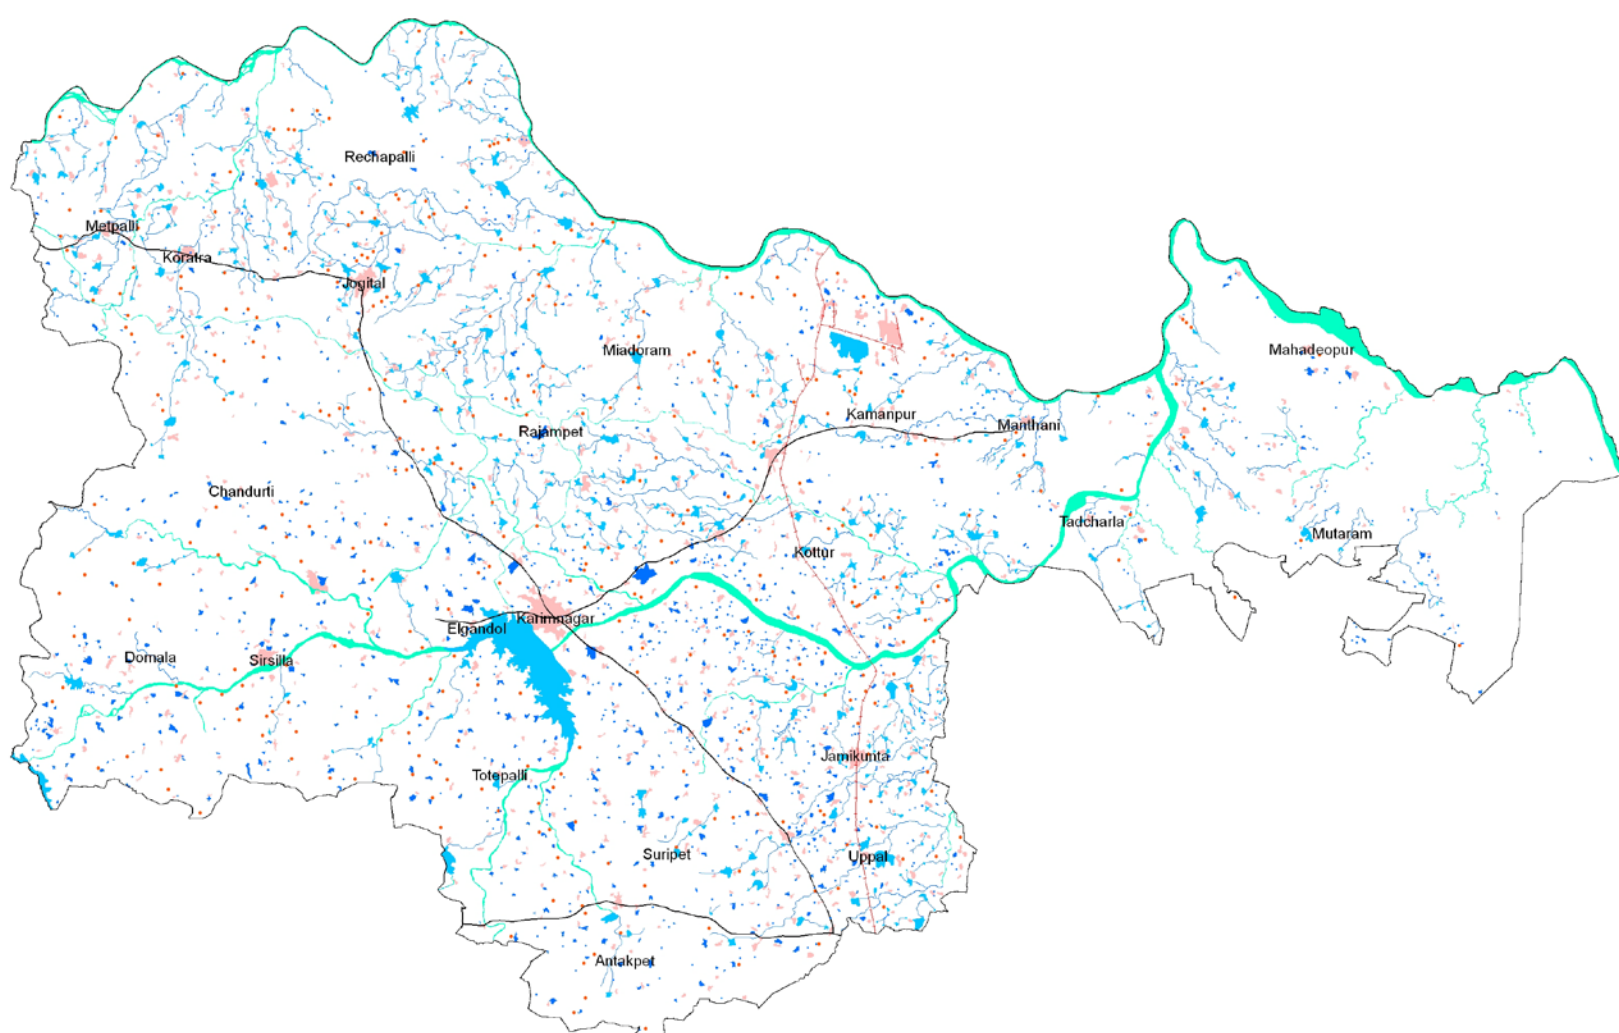 Rechapalli
Metpalli
Koratra
Jogital
Miadoram
Mahadeopur
Kamanpur
Manthani
Rajampet
Chandurti
Tadcharla
Mutaram
Kottur
Karimnagar
Elgandol
Domala
Sirsilla
Jamikunta
Totepalli
Suripet
Uppal
Antakpet